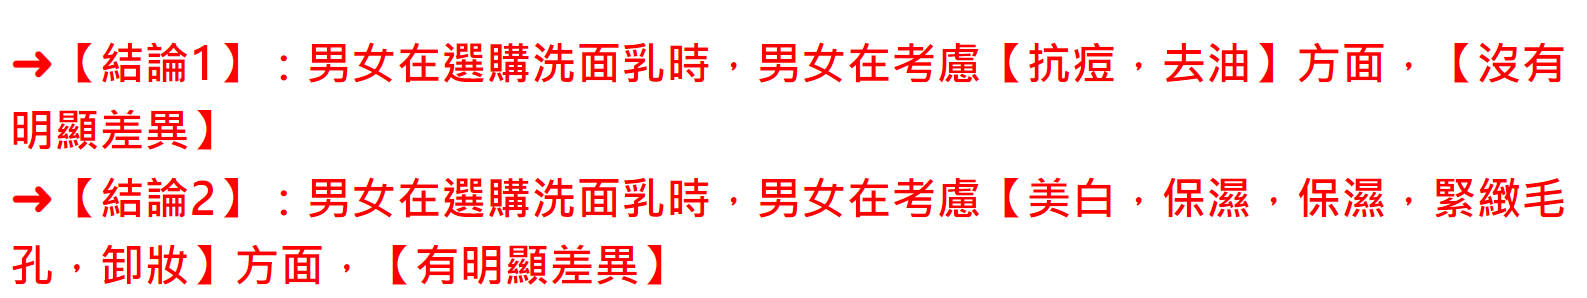 →【結論1】:男女在選購洗面乳時,男女在考慮【抗痘,去油】方面,【沒有
明顯差異】
→【結論2】:男女在選購洗面乳時,男女在考慮【美白,保濕,保濕,緊緻毛
孔,卸妝】方面,【有明顯差異】